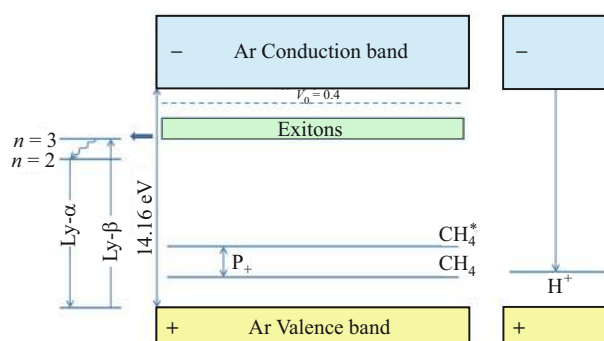 − Ar Conduction band −
V₀ = 0.4
Exitons
n = 3
n = 2
Ly-α
Ly-β
14.16 eV
CH₄*
P₊
CH₄
H⁺
+ Ar Valence band +